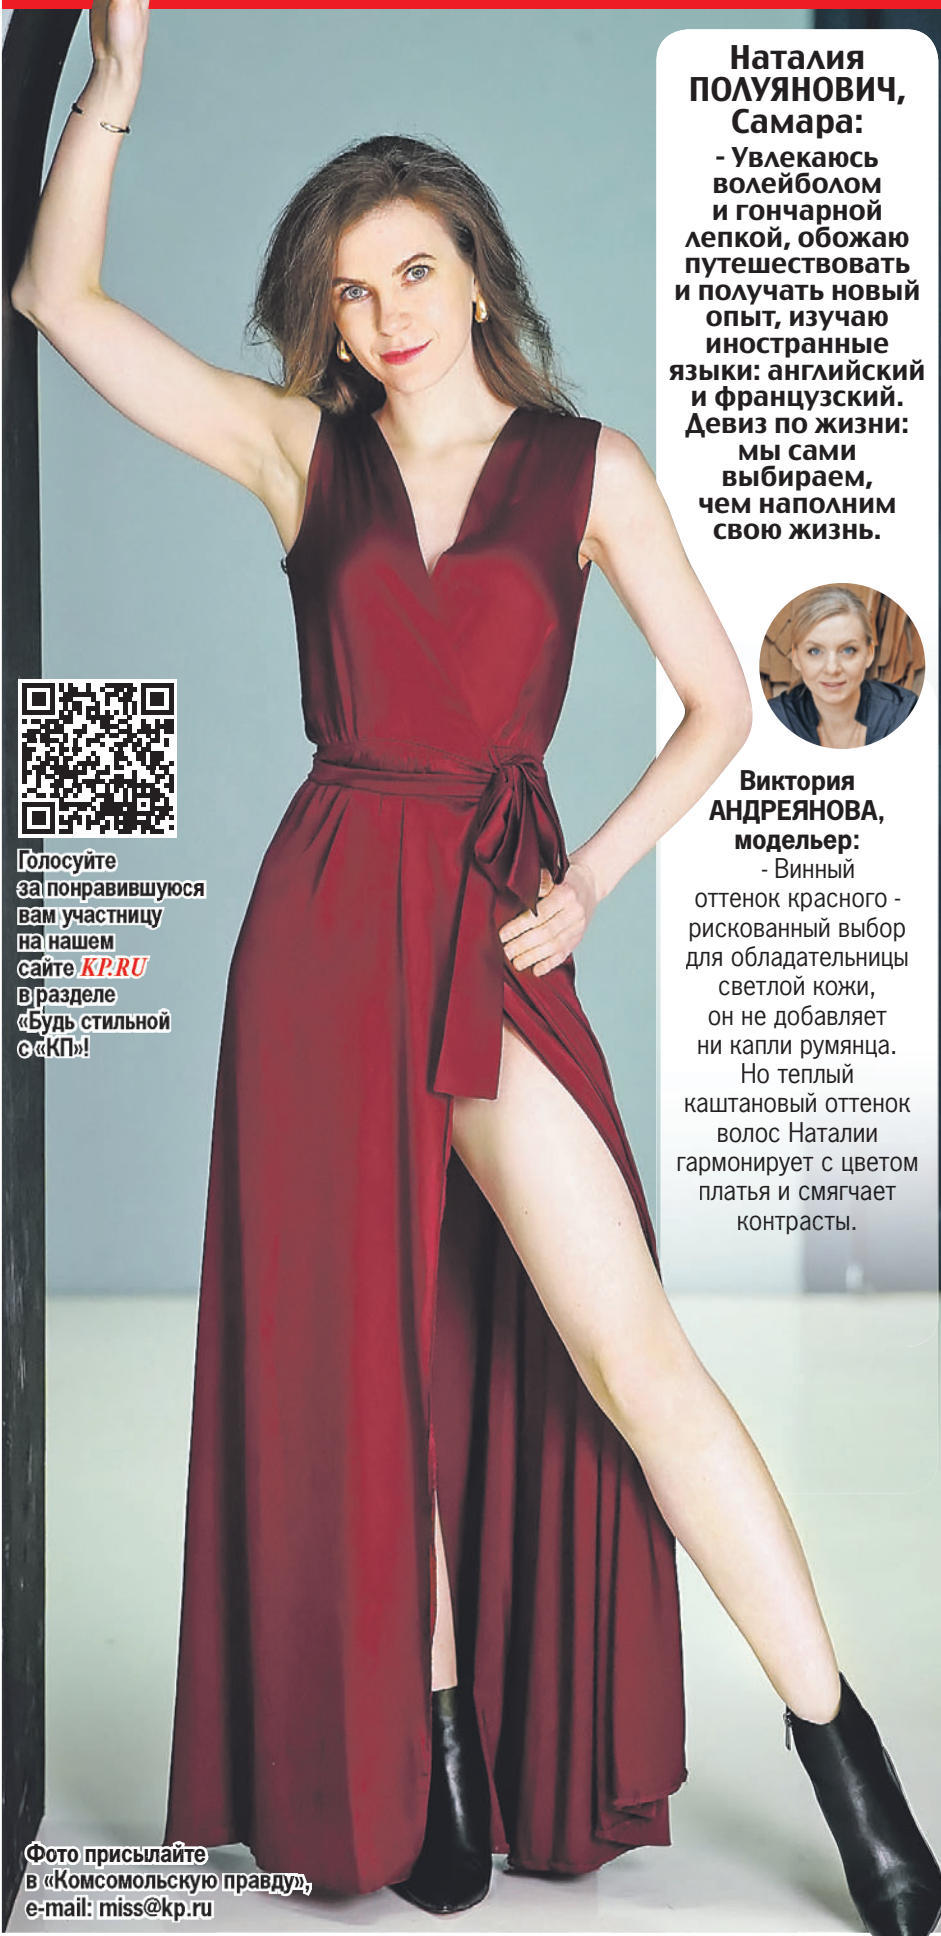 Наталия
ПОЛУЯНОВИЧ,
Самара:
- Увлекаюсь
волейболом
и гончарной
лепкой, обожаю
путешествовать
и получать новый
опыт, изучаю
иностранные
языки: английский
и французский.
Девиз по жизни:
мы сами
выбираем,
чем наполним
свою жизнь.
Виктория
АНДРЕЯНОВА,
модельер:
- Винный
оттенок красного -
рискованный выбор
для обладательницы
светлой кожи,
он не добавляет
ни капли румянца.
Но теплый
каштановый оттенок
волос Наталии
гармонирует с цветом
платья и смягчает
контрасты.
Голосуйте
за понравившуюся
вам участницу
на нашем
сайте KP.RU
в разделе
«Будь стильной
с «КП»!
Фото присылайте
в «Комсомольскую правду»,
e-mail: miss@kp.ru